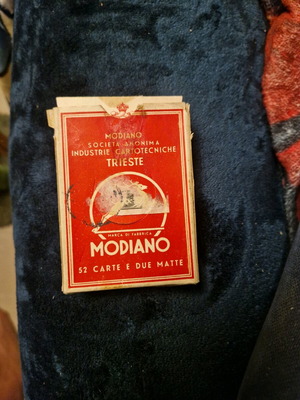 MODIANO
SOCIETÀ ANONIMA
INDUSTRIE CARTOTECNICHE
TRIESTE
MARCA DI FABBRICA
MODIANO
52 CARTE E DUE MATTE